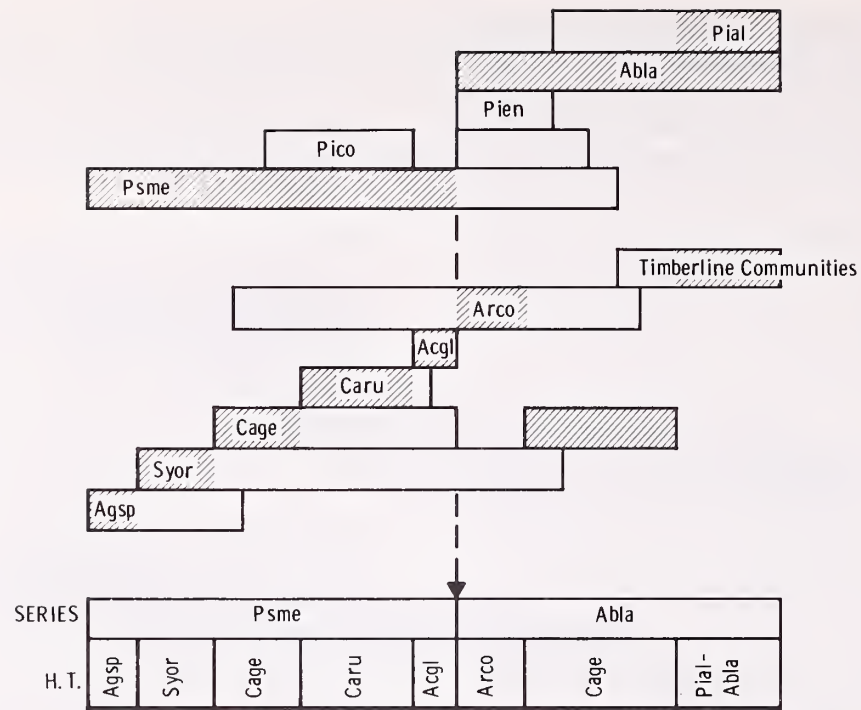 Pial
Abla
Pien
Pico
Psme
Timberline Communities
Arco
Acgl
Caru
Cage
Syor
Agsp
SERIES Psme Abla
H.T. Agsp Syor Cage Caru Acgl Arco Cage Pial-
Abla